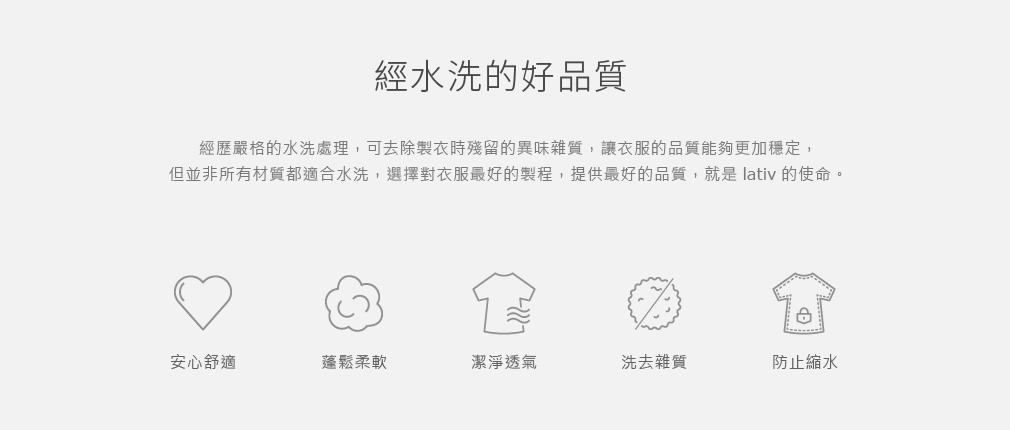 經水洗的好品質
經歷嚴格的水洗處理，可去除製衣時殘留的異味雜質，讓衣服的品質能夠更加穩定，
但並非所有材質都適合水洗，選擇對衣服最好的製程，提供最好的品質，就是 lativ 的使命。
安心舒適
蓬鬆柔軟
潔淨透氣
洗去雜質
防止縮水